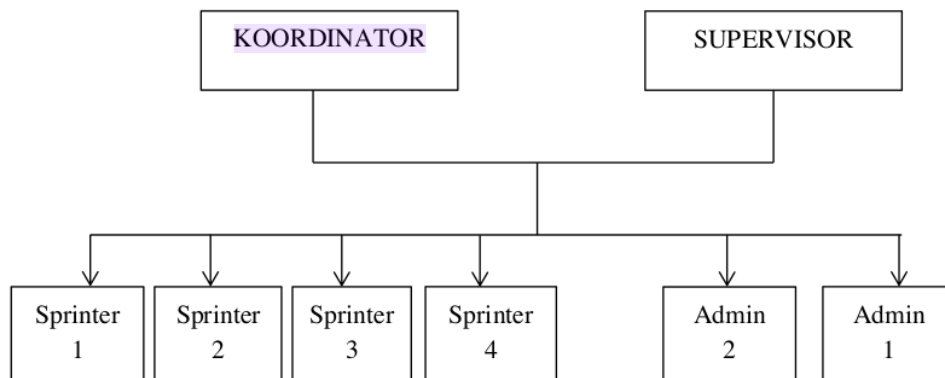 KOORDINATOR
SUPERVISOR
Sprinter
1
Sprinter
2
Sprinter
3
Sprinter
4
Admin
2
Admin
1